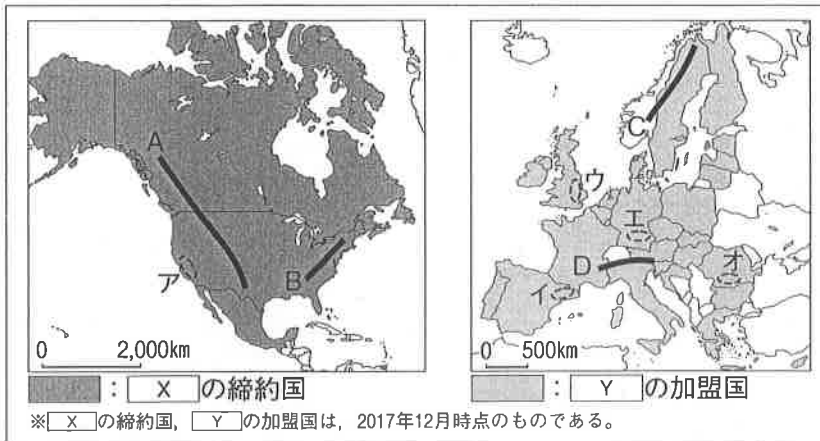 A
B
ア
0 2,000km
X の締約国
C
ウ
エ
D
オ
イ
0 500km
Y の加盟国
※ X の締約国, Y の加盟国は, 2017年12月時点のものである。